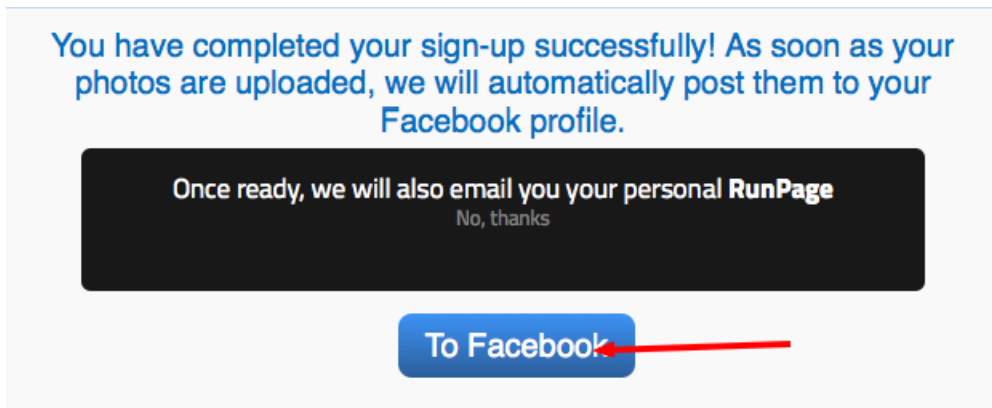 You have completed your sign-up successfully! As soon as your
photos are uploaded, we will automatically post them to your
Facebook profile.
Once ready, we will also email you your personal RunPage
No, thanks
To Facebook